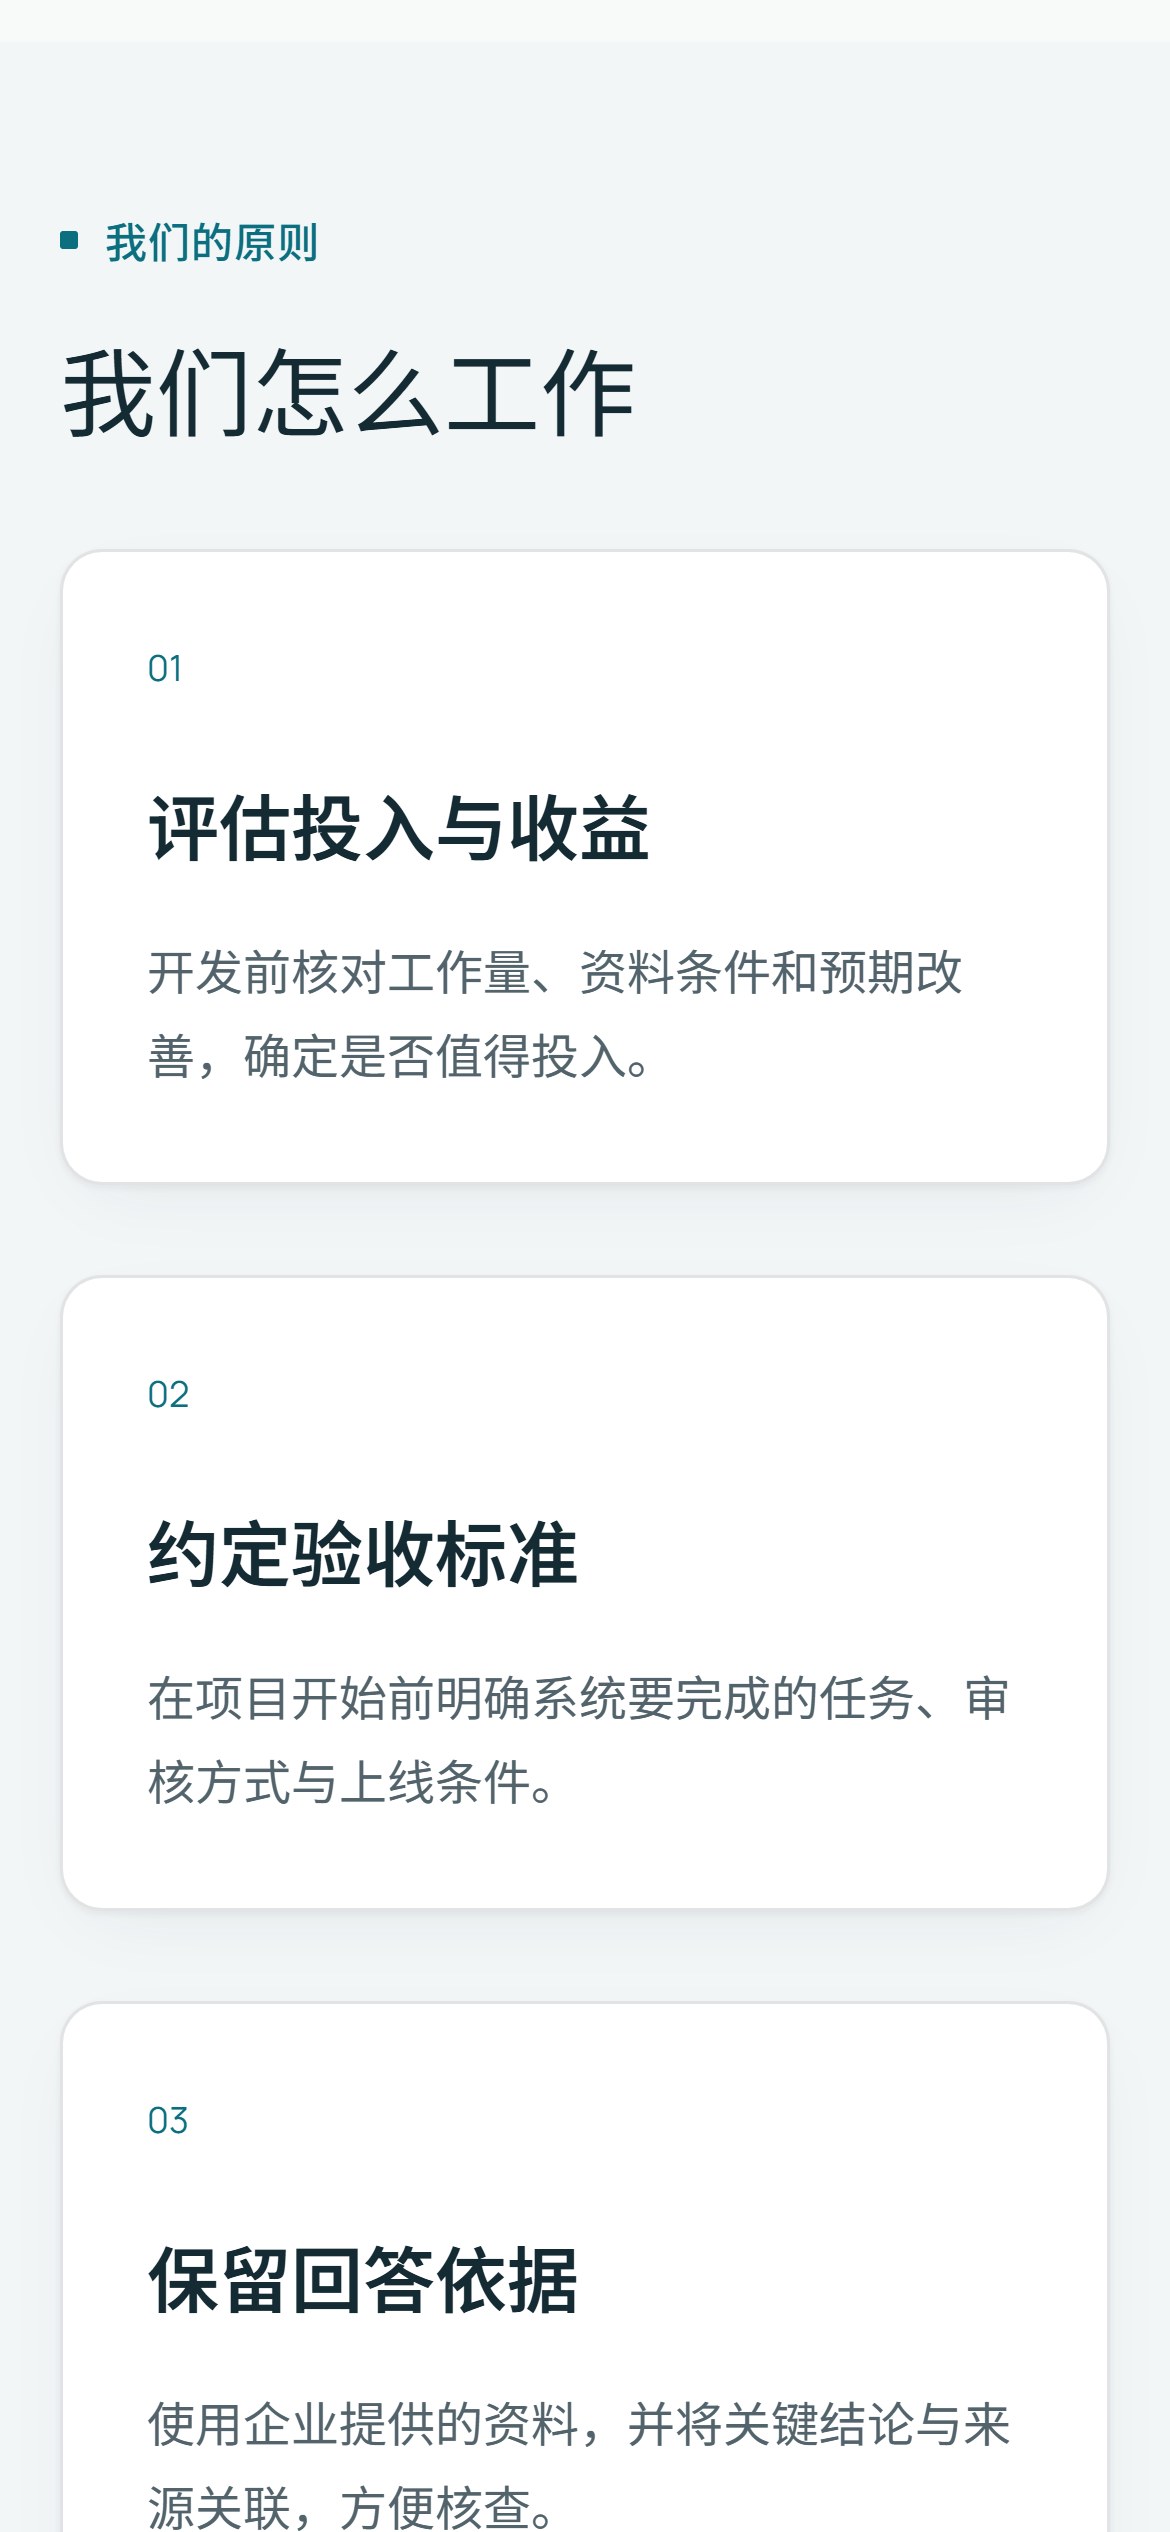 我们的原则
我们怎么工作
01
评估投入与收益
开发前核对工作量、资料条件和预期改
善，确定是否值得投入。
02
约定验收标准
在项目开始前明确系统要完成的任务、审
核方式与上线条件。
03
保留回答依据
使用企业提供的资料，并将关键结论与来
源关联，方便核查。